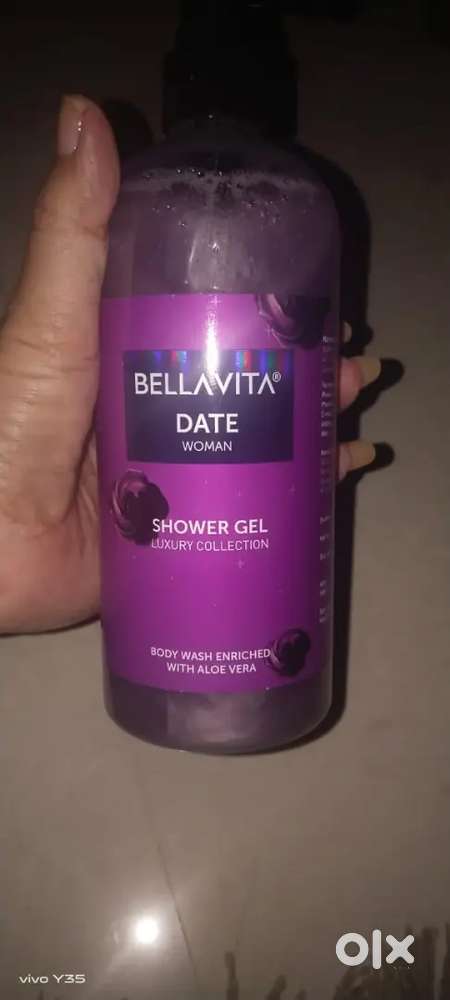 BELLAVITA®
DATE
WOMAN
SHOWER GEL
LUXURY COLLECTION
BODY WASH ENRICHED
WITH ALOE VERA
olx
vivo Y35